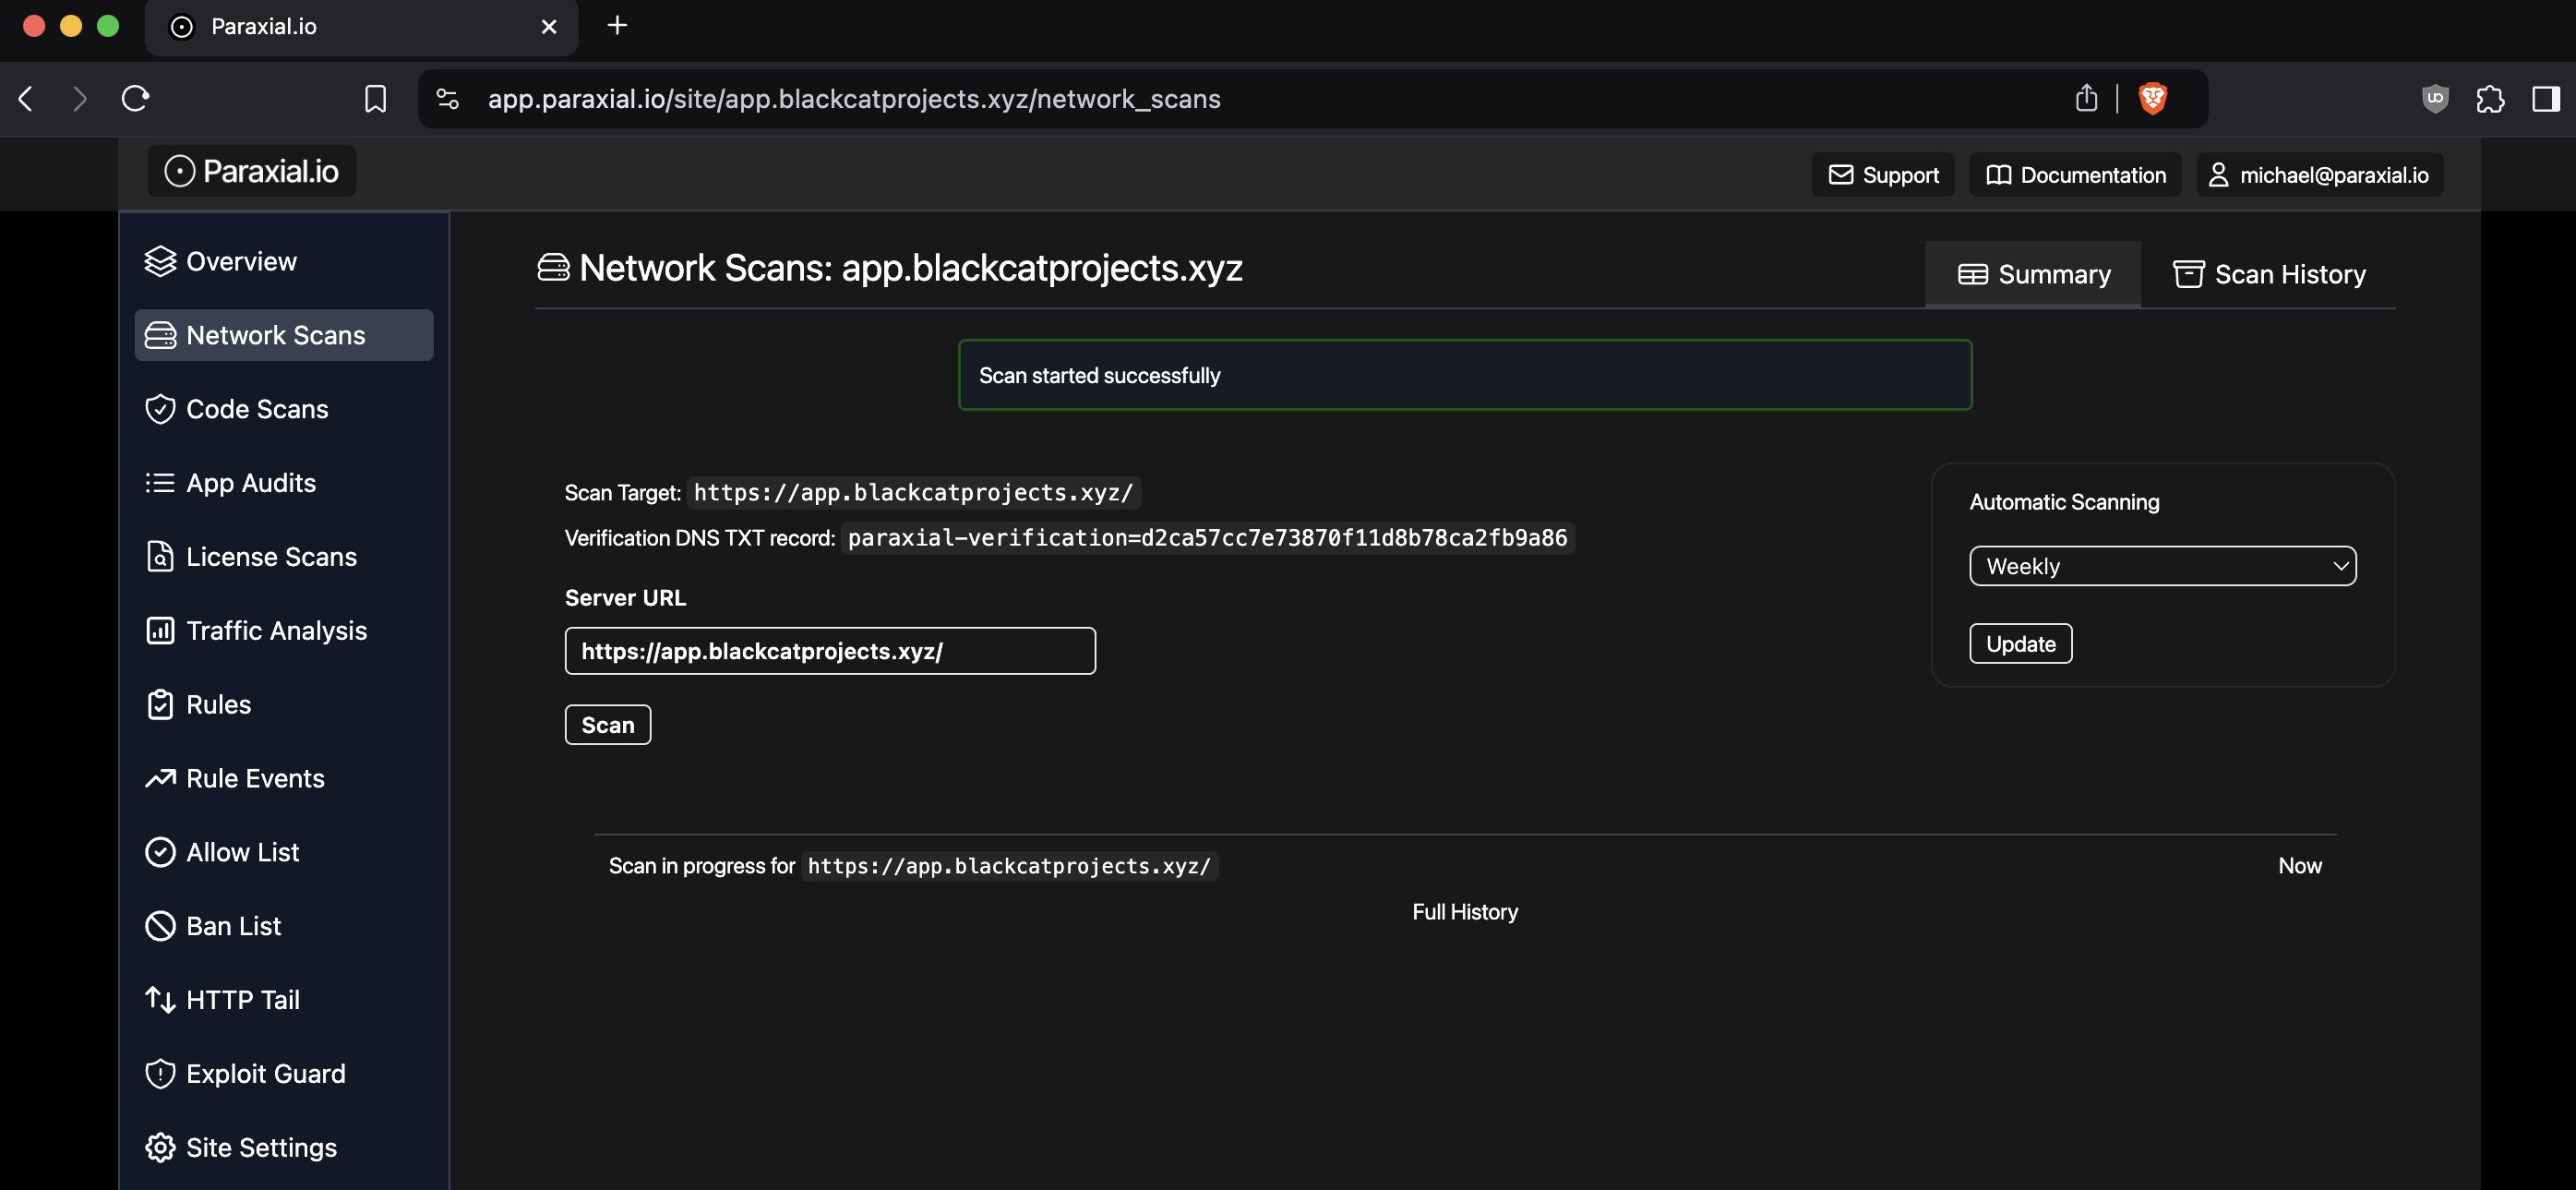 Paraxial.io
app.paraxial.io/site/app.blackcatprojects.xyz/network_scans
Paraxial.io
Support
Documentation
michael@paraxial.io
Overview
Network Scans
Code Scans
App Audits
License Scans
Traffic Analysis
Rules
Rule Events
Allow List
Ban List
HTTP Tail
Exploit Guard
Site Settings
Network Scans: app.blackcatprojects.xyz
Summary
Scan History
Scan started successfully
Scan Target: https://app.blackcatprojects.xyz/
Verification DNS TXT record: paraxial-verification=d2ca57cc7e73870f11d8b78ca2fb9a86
Server URL
https://app.blackcatprojects.xyz/
Scan
Automatic Scanning
Weekly
Update
Scan in progress for https://app.blackcatprojects.xyz/ Now
Full History